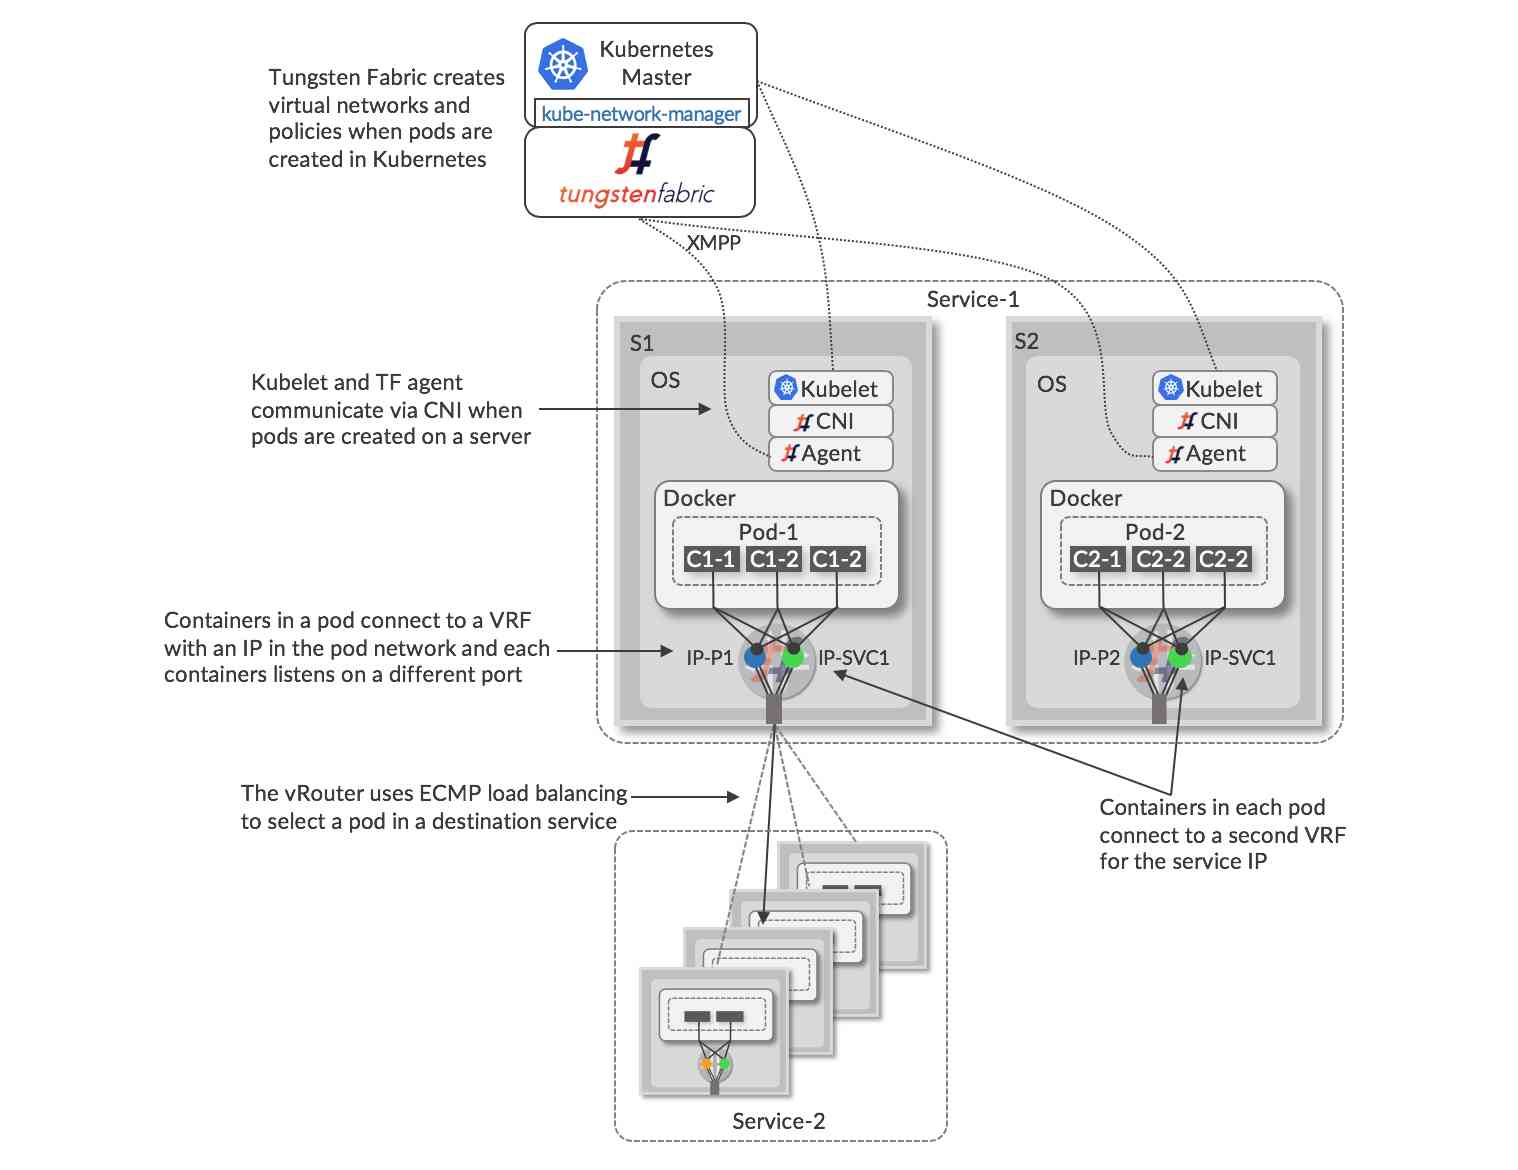 Kubernetes
Master
kube-network-manager
tungstenfabric
Tungsten Fabric creates
virtual networks and
policies when pods are
created in Kubernetes
XMPP
Service-1
S1
OS
Kubelet
CNI
Agent
Docker
Pod-1
C1-1 C1-2 C1-2
IP-P1 IP-SVC1
S2
OS
Kubelet
CNI
Agent
Docker
Pod-2
C2-1 C2-2 C2-2
IP-P2 IP-SVC1
Kubelet and TF agent
communicate via CNI when
pods are created on a server
Containers in a pod connect to a VRF
with an IP in the pod network and each
containers listens on a different port
The vRouter uses ECMP load balancing
to select a pod in a destination service
Containers in each pod
connect to a second VRF
for the service IP
Service-2